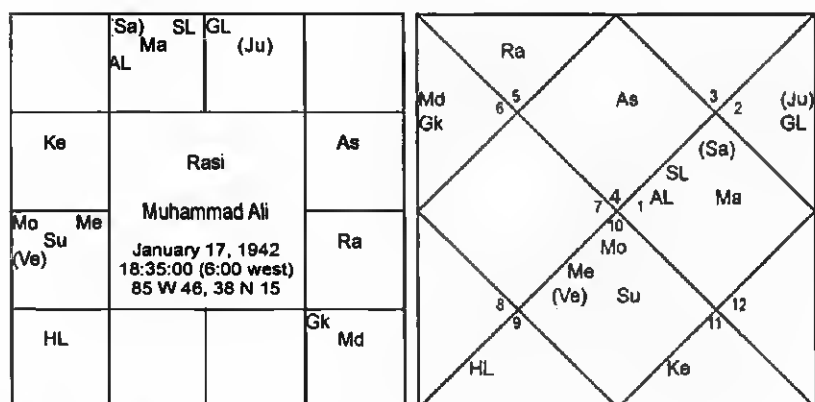 (Sa) SL GL
Ma (Ju)
AL
Ke
As
Rasi
Muhammad Ali
January 17, 1942
18:35:00 (6:00 west)
85 W 46, 38 N 15
Mo Me
Su
(Ve)
Ra
HL
Gk
Md
Ra
As
5
6
3
2
Md
Gk
(Ju)
GL
(Sa)
SL
AL
Ma
4
7 1
10
Mo
Me
(Ve) Su
8
9
12
11
HL
Ke